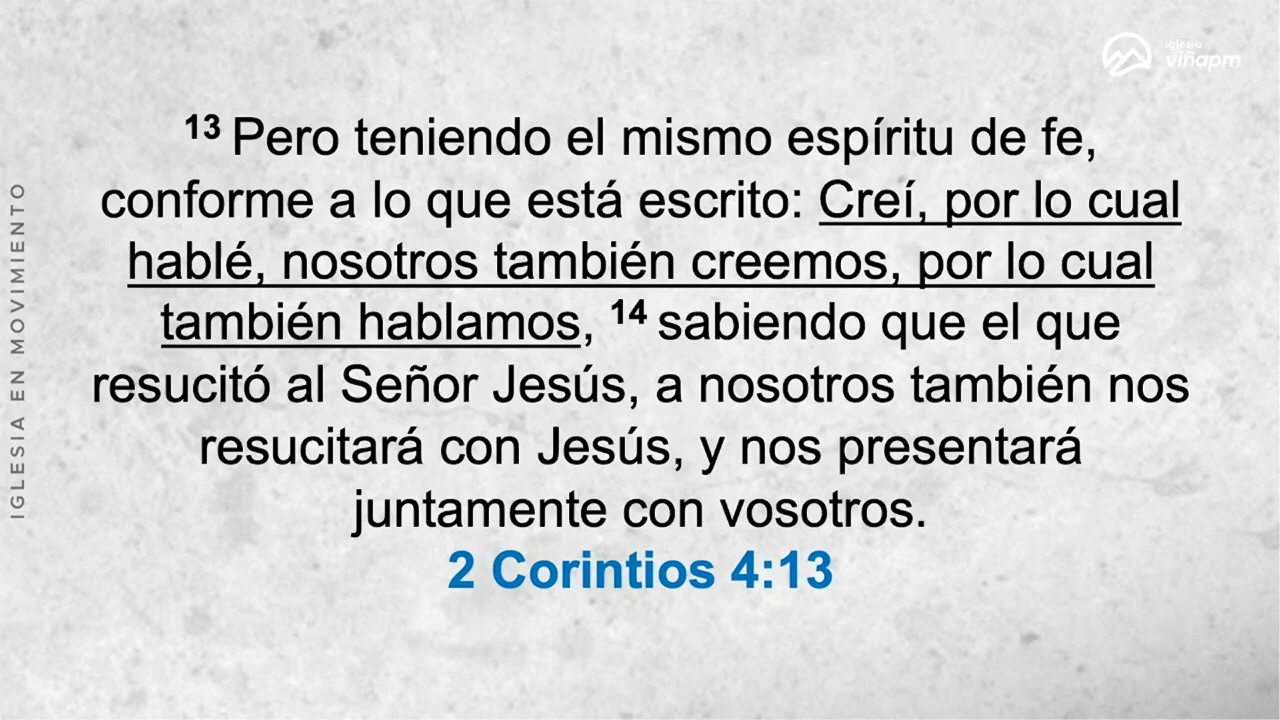 iglesia
viñapm
IGLESIA EN MOVIMIENTO
13 Pero teniendo el mismo espíritu de fe,
conforme a lo que está escrito: Creí, por lo cual
hablé, nosotros también creemos, por lo cual
también hablamos, 14 sabiendo que el que
resucitó al Señor Jesús, a nosotros también nos
resucitará con Jesús, y nos presentará
juntamente con vosotros.
2 Corintios 4:13